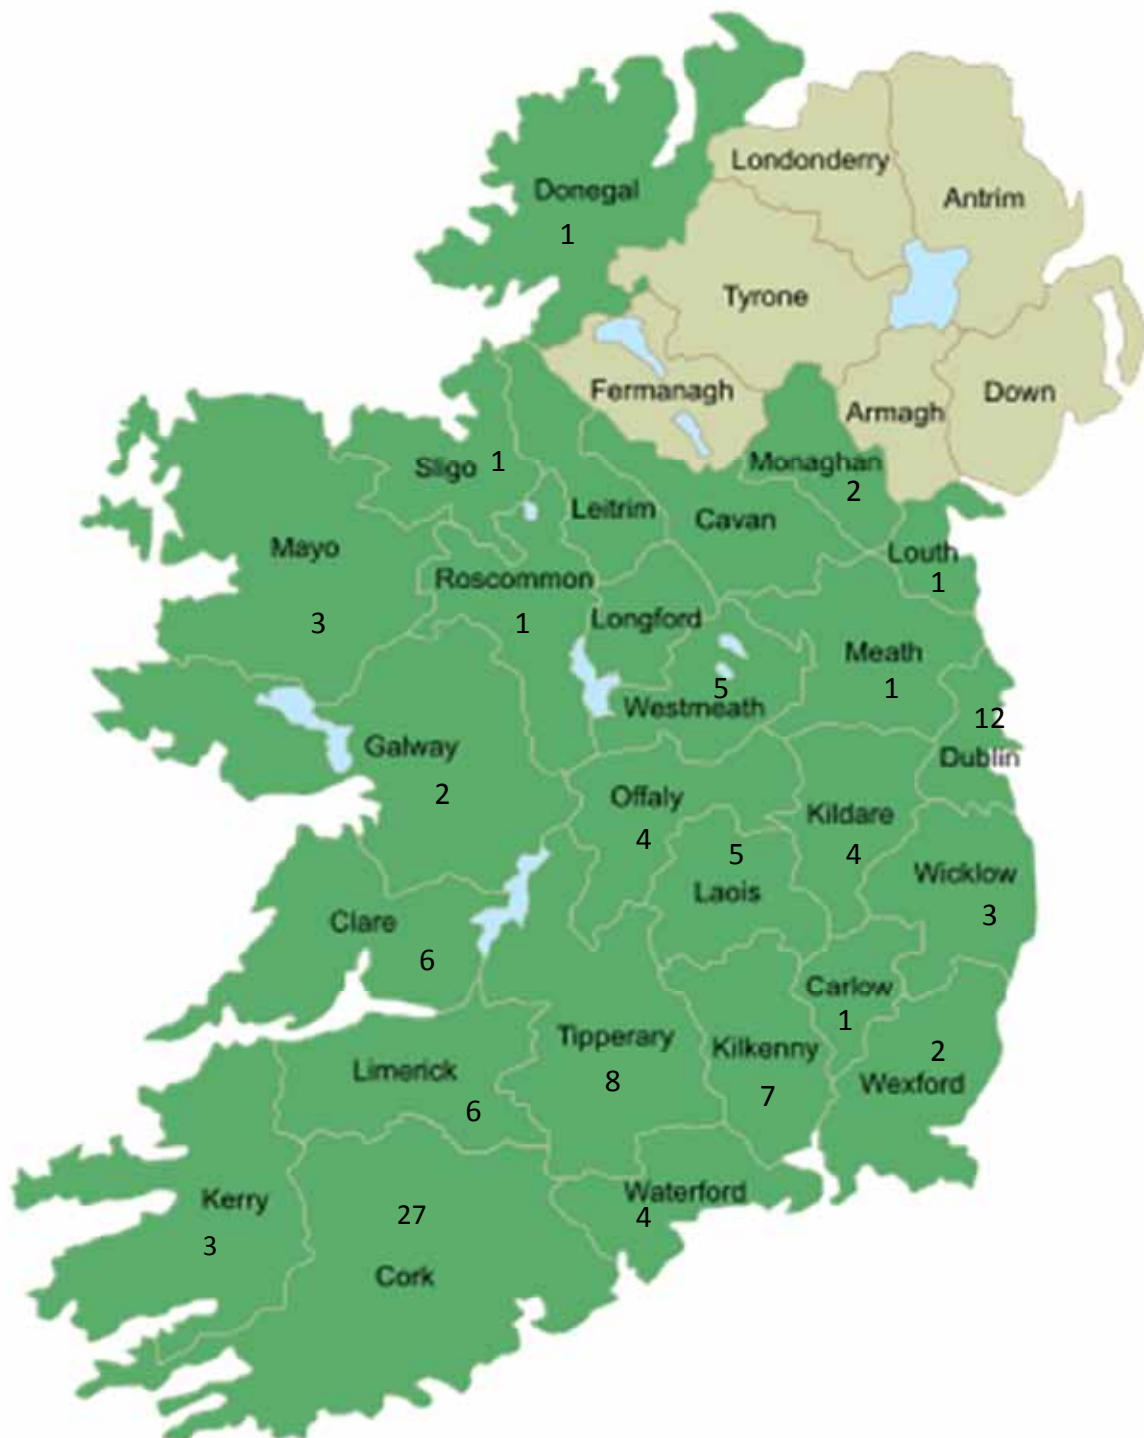 Londonderry
Antrim
Donegal
1
Tyrone
Fermanagh
Down
Armagh
Monaghan
2
Sligo 1
Leitrim
Cavan
Mayo
3
Louth
1
Roscommon
1
Longford
Meath
1
5
Westmeath
12
Dublin
Galway
2
Offaly
4
Kildare
4
5
Laois
Wicklow
3
Clare
6
Carlow
1
Tipperary
8
Kilkenny
7
2
Wexford
Limerick
6
Kerry
3
27
Cork
Waterford
4